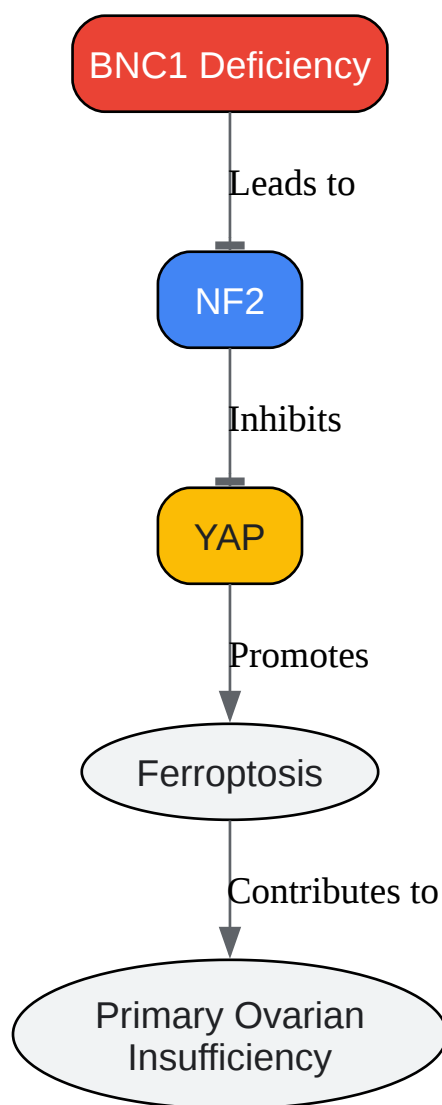 BNC1 Deficiency
Leads to
NF2
Inhibits
YAP
Promotes
Ferroptosis
Contributes to
Primary Ovarian
Insufficiency